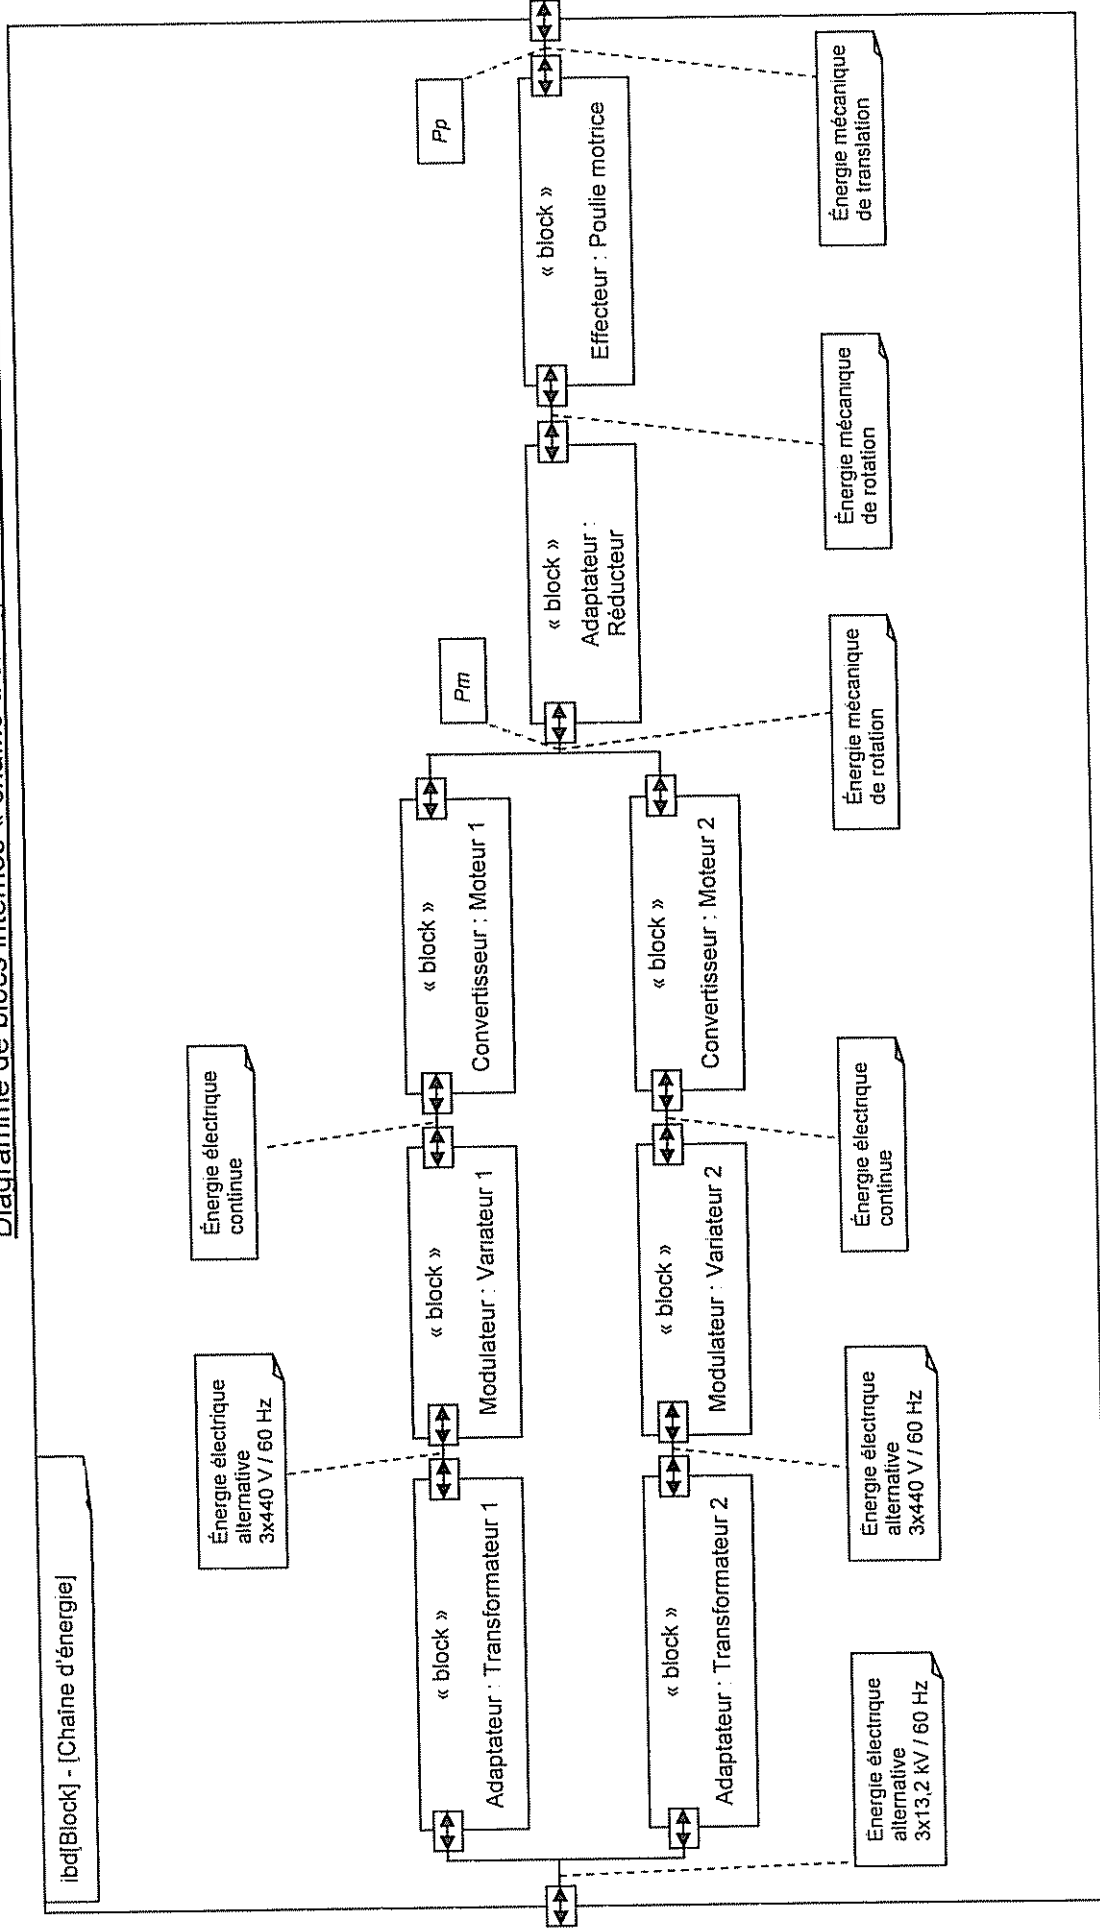 Diagramme de blocs internes « Chaîne
ibd[Block] - [Chaîne d'énergie]
Énergie électrique
alternative
3x440 V / 60 Hz
Énergie électrique
continue
« block »
Adaptateur : Transformateur 1
« block »
Modulateur : Variateur 1
« block »
Convertisseur : Moteur 1
Pm
Pp
« block »
Adaptateur :
Réducteur
« block »
Effecteur : Poulie motrice
« block »
Adaptateur : Transformateur 2
« block »
Modulateur : Variateur 2
« block »
Convertisseur : Moteur 2
Énergie électrique
alternative
3x13,2 kV / 60 Hz
Énergie électrique
alternative
3x440 V / 60 Hz
Énergie électrique
continue
Énergie mécanique
de rotation
Énergie mécanique
de rotation
Énergie mécanique
de translation